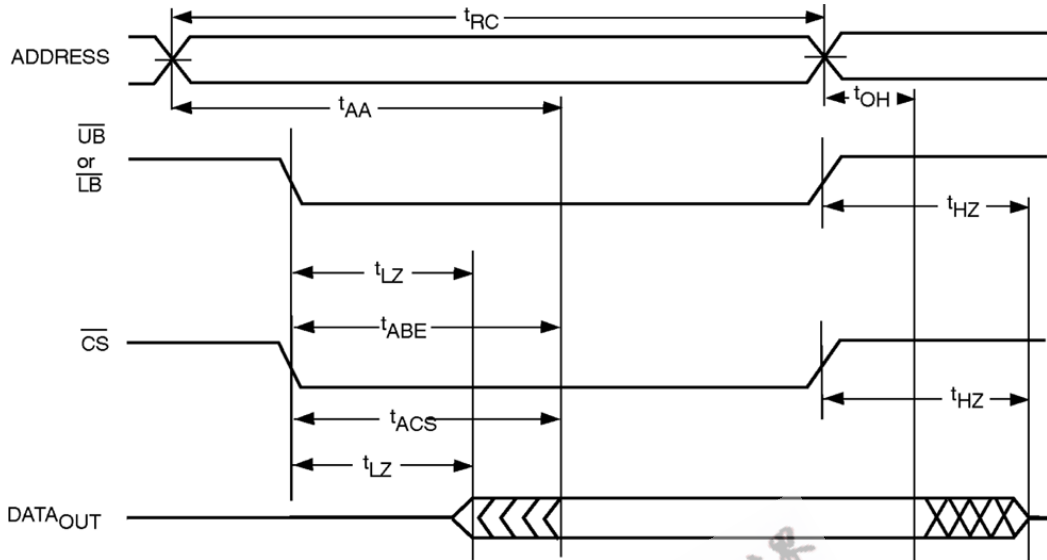 tRC
ADDRESS
tAA
tOH
UB
or
LB
tHZ
tLZ
tABE
CS
tHZ
tACS
tLZ
DATAOUT